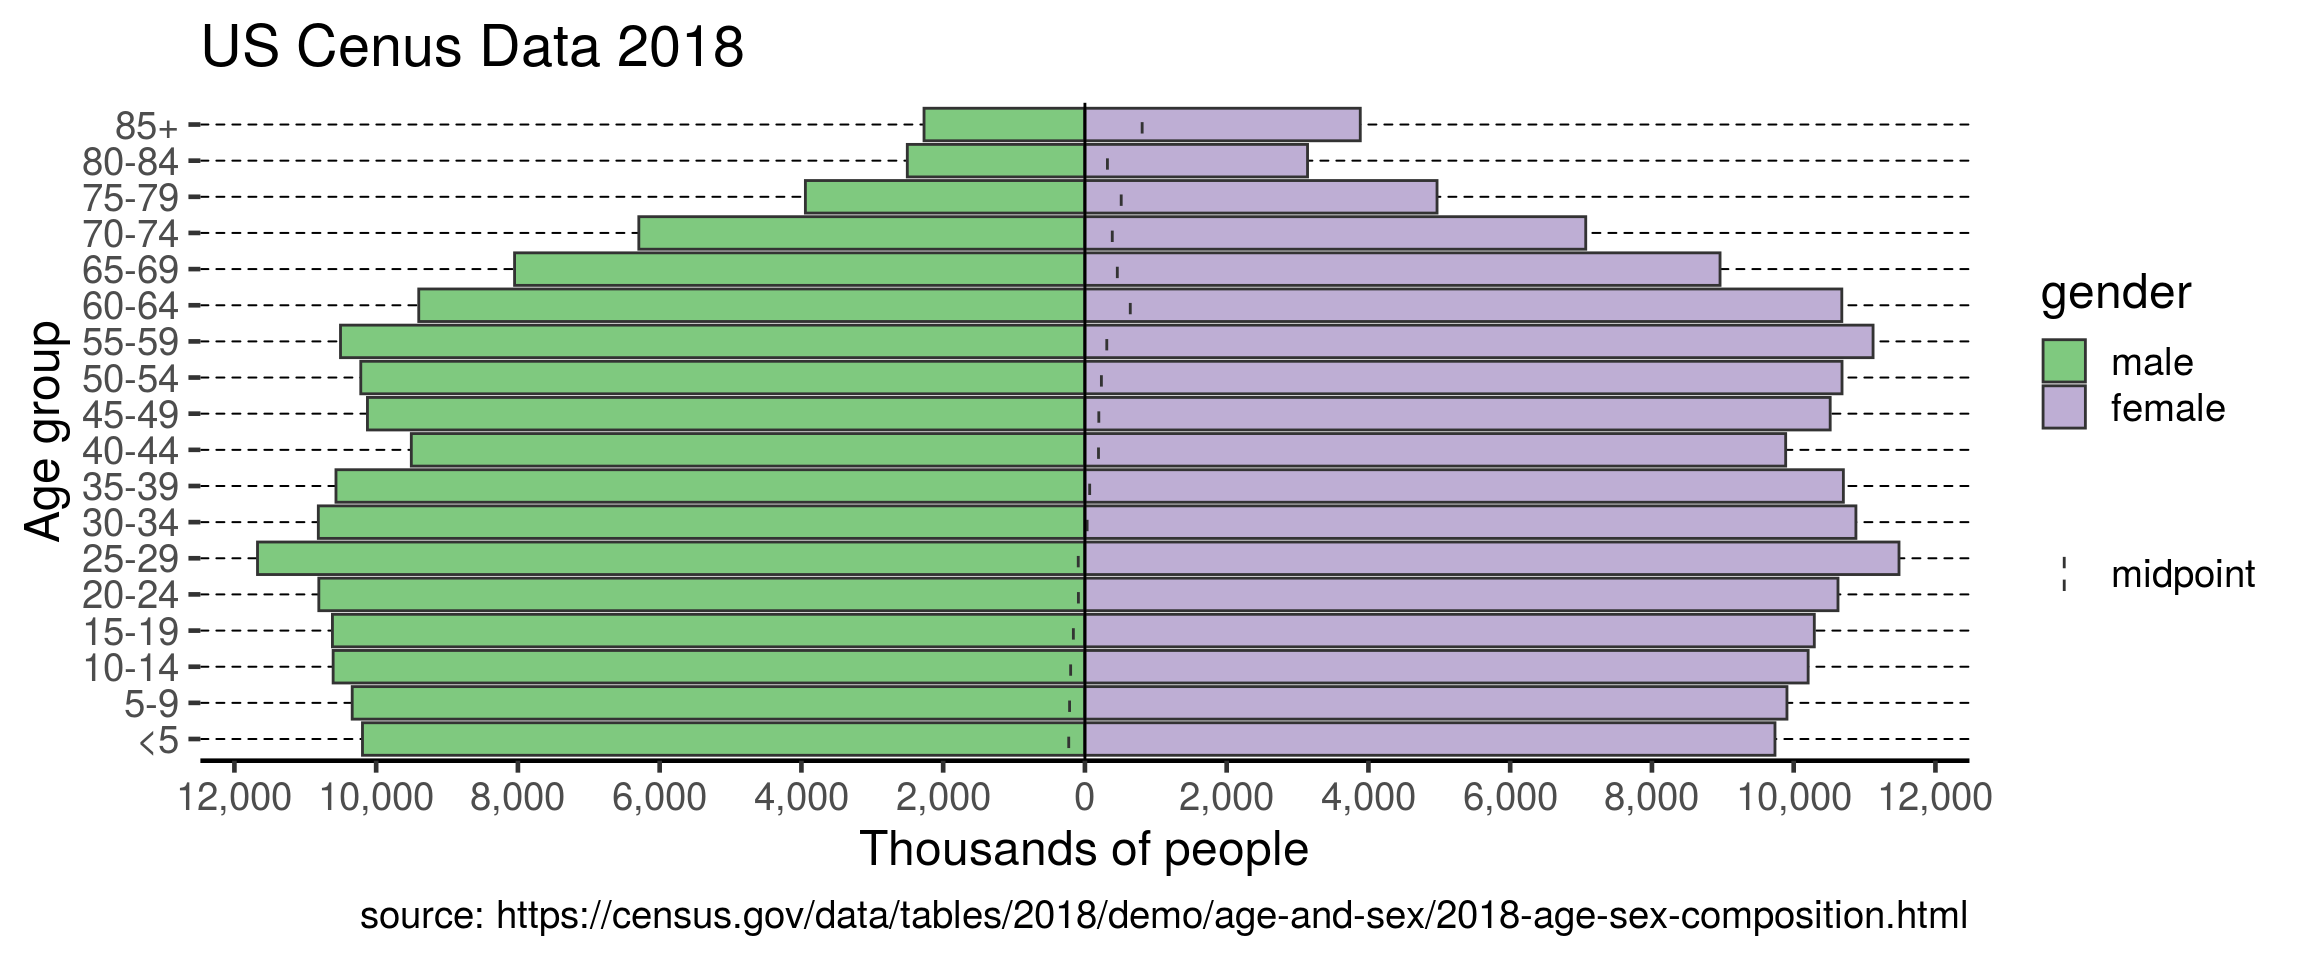 US Cenus Data 2018
85+
80-84
75-79
70-74
65-69
60-64
55-59
50-54
45-49
40-44
35-39
30-34
25-29
20-24
15-19
10-14
5-9
<5
Age group
12,000 10,000 8,000 6,000 4,000 2,000 0 2,000 4,000 6,000 8,000 10,000 12,000
Thousands of people
gender
male
female
midpoint
source: https://census.gov/data/tables/2018/demo/age-and-sex/2018-age-sex-composition.html